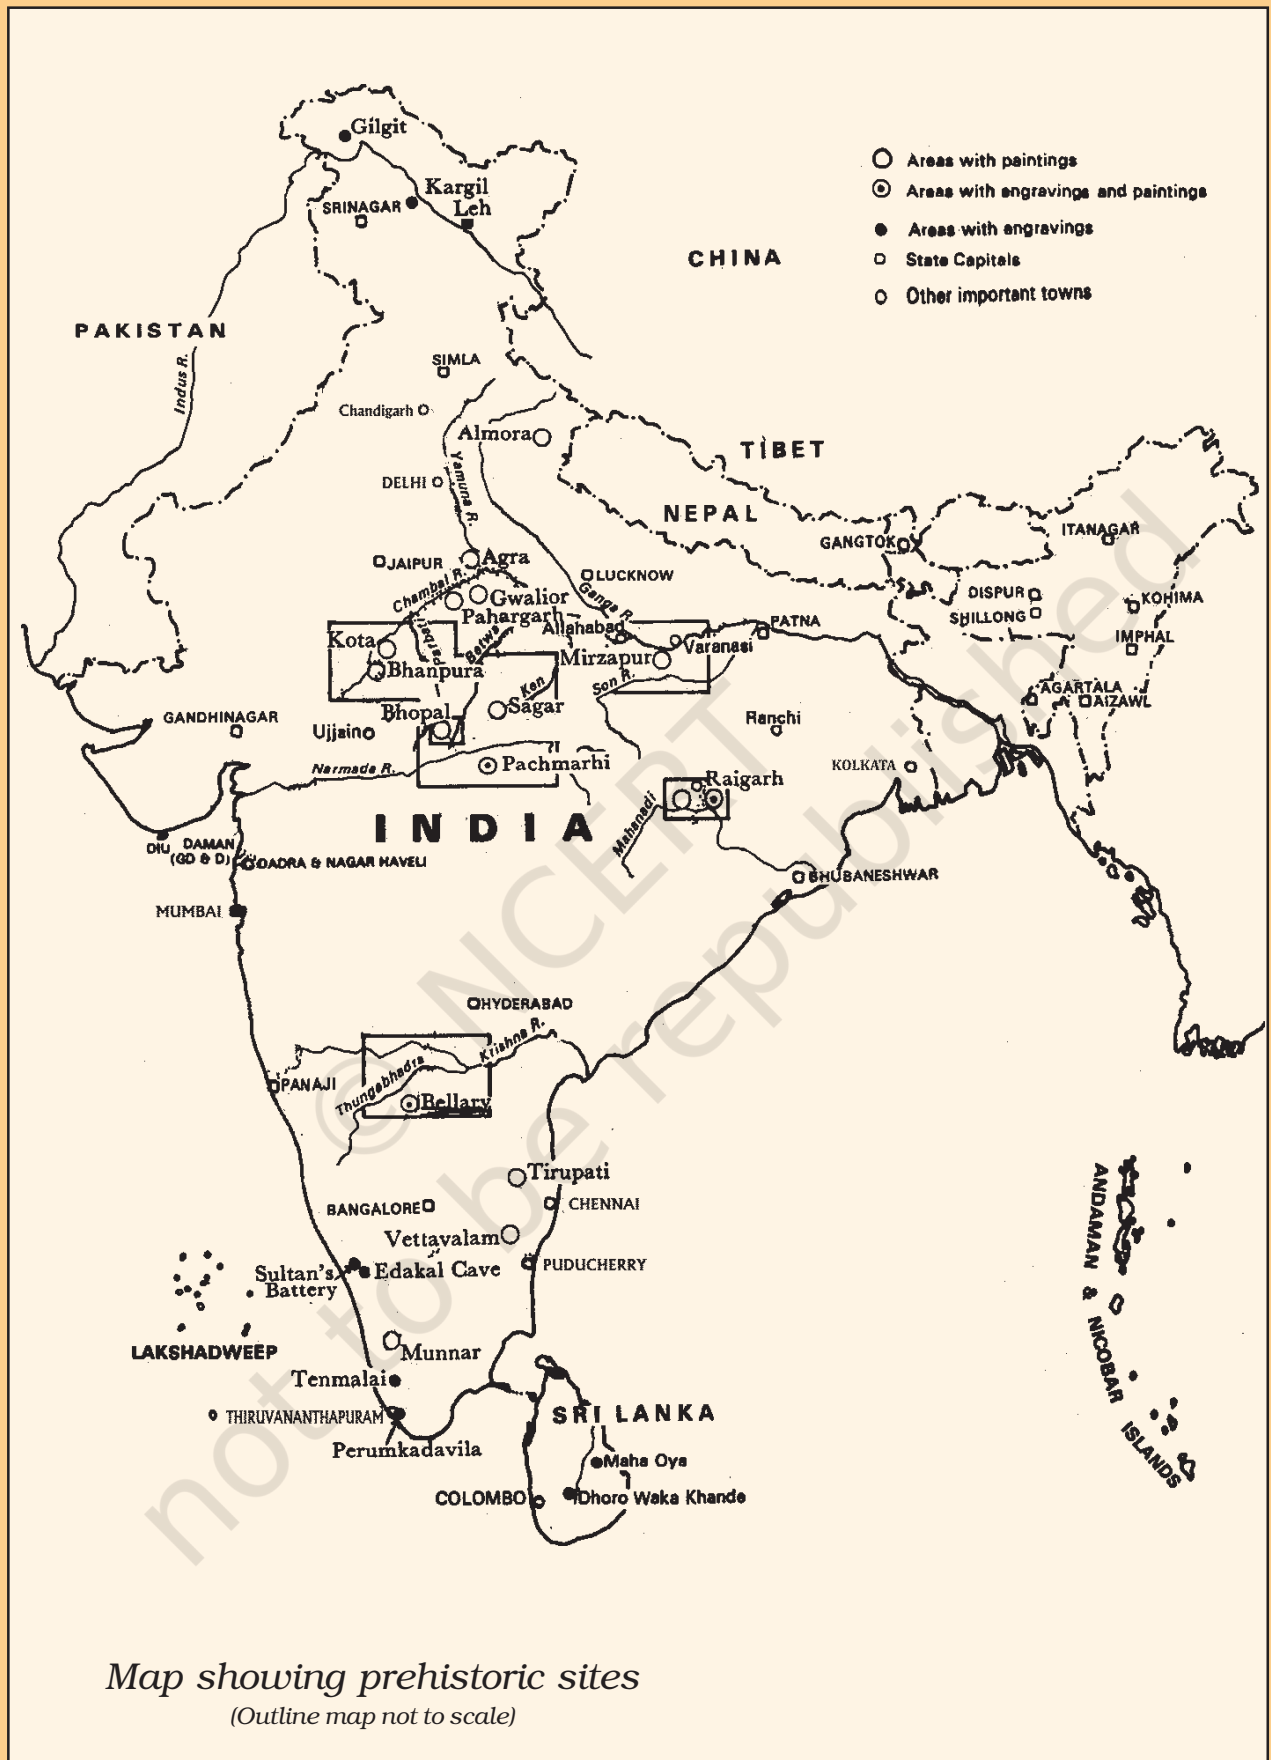 Gilgit
Kargil
Leh
SRINAGAR
Areas with paintings
Areas with engravings and paintings
Areas with engravings
State Capitals
Other important towns
CHINA
PAKISTAN
Indus R.
SIMLA
Chandigarh
Almora
TIBET
DELHI
Yamuna R.
NEPAL
GANGTOK
ITANAGAR
JAIPUR
Agra
LUCKNOW
Chambal R.
Gwalior
Ganga R.
DISPUR
KOHIMA
Pahargarh
SHILLONG
Allahabad
PATNA
IMPHAL
Kota
Parbati
Betwa
Varanasi
Mirzapur
Bhanpura
Ken
Son R.
AGARTALA
AIZAWL
GANDHINAGAR
Bhopal
Sagar
Ranchi
Ujjain
Narmada R.
Pachmarhi
KOLKATA
Raigarh
INDIA
Mahanadi
DIU
DAMAN
(GD & D)
DADRA & NAGAR HAVELI
BHUBANESHWAR
MUMBAI
HYDERABAD
Krishna R.
PANAJI
Thungabhadra
Bellary
Tirupati
BANGALORE
CHENNAI
Vettavalam
Sultan's
Battery
Edakal Cave
PUDUCHERRY
ANDAMAN & NICOBAR ISLANDS
LAKSHADWEEP
Munnar
Tenmalai
THIRUVANANTHAPURAM
SRI LANKA
Perumkadavila
Maha Oya
COLOMBO
Dhoro Waka Khande
© NCERT
not to be republished
Map showing prehistoric sites
(Outline map not to scale)